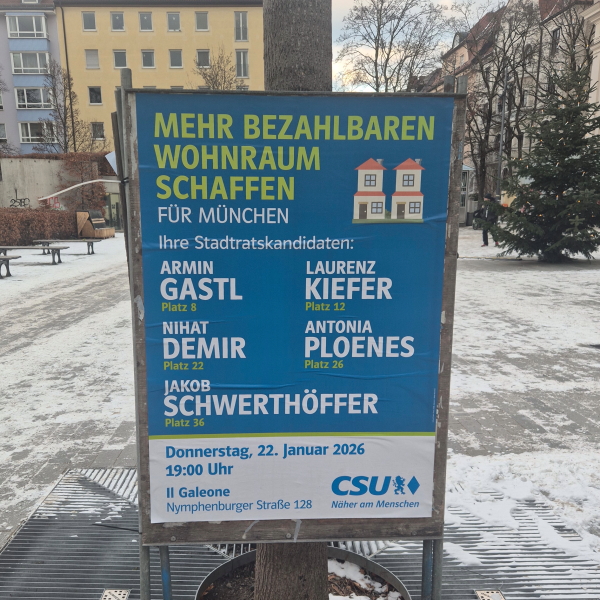 MEHR BEZAHLBAREN
WOHNRAUM
SCHAFFEN
FÜR MÜNCHEN
Ihre Stadtratskandidaten:
ARMIN
GASTL
Platz 8
LAURENZ
KIEFER
Platz 12
NIHAT
DEMIR
Platz 22
ANTONIA
PLOENES
Platz 26
JAKOB
SCHWERTHÖFFER
Platz 36
Donnerstag, 22. Januar 2026
19:00 Uhr
Il Galeone
Nymphenburger Straße 128
CSU
Näher am Menschen